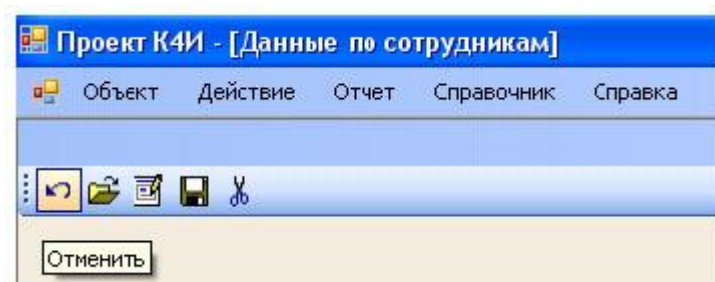 Проект К4И - [Данные по сотрудникам]
Объект Действие Отчет Справочник Справка
Отменить